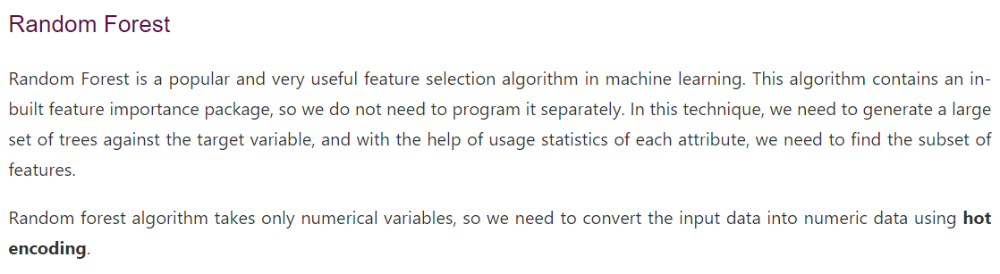 Random Forest
Random Forest is a popular and very useful feature selection algorithm in machine learning. This algorithm contains an in-
built feature importance package, so we do not need to program it separately. In this technique, we need to generate a large
set of trees against the target variable, and with the help of usage statistics of each attribute, we need to find the subset of
features.
Random forest algorithm takes only numerical variables, so we need to convert the input data into numeric data using hot
encoding.